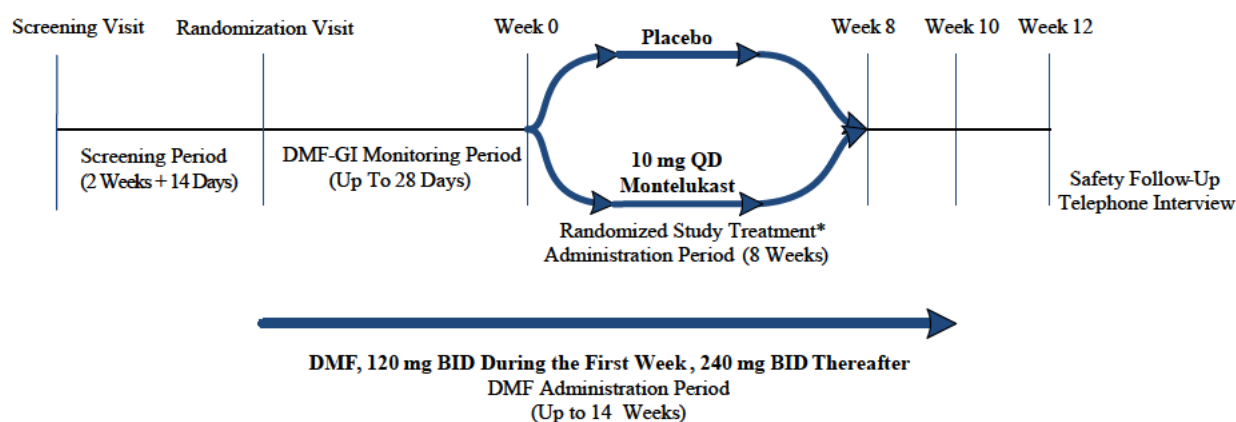 Screening Visit
Randomization Visit
Week 0
Placebo
Week 8
Week 10
Week 12
Screening Period
(2 Weeks + 14 Days)
DMF-GI Monitoring Period
(Up To 28 Days)
10 mg QD
Montelukast
Randomized Study Treatment*
Administration Period (8 Weeks)
Safety Follow-Up
Telephone Interview
DMF, 120 mg BID During the First Week , 240 mg BID Thereafter
DMF Administration Period
(Up to 14 Weeks)